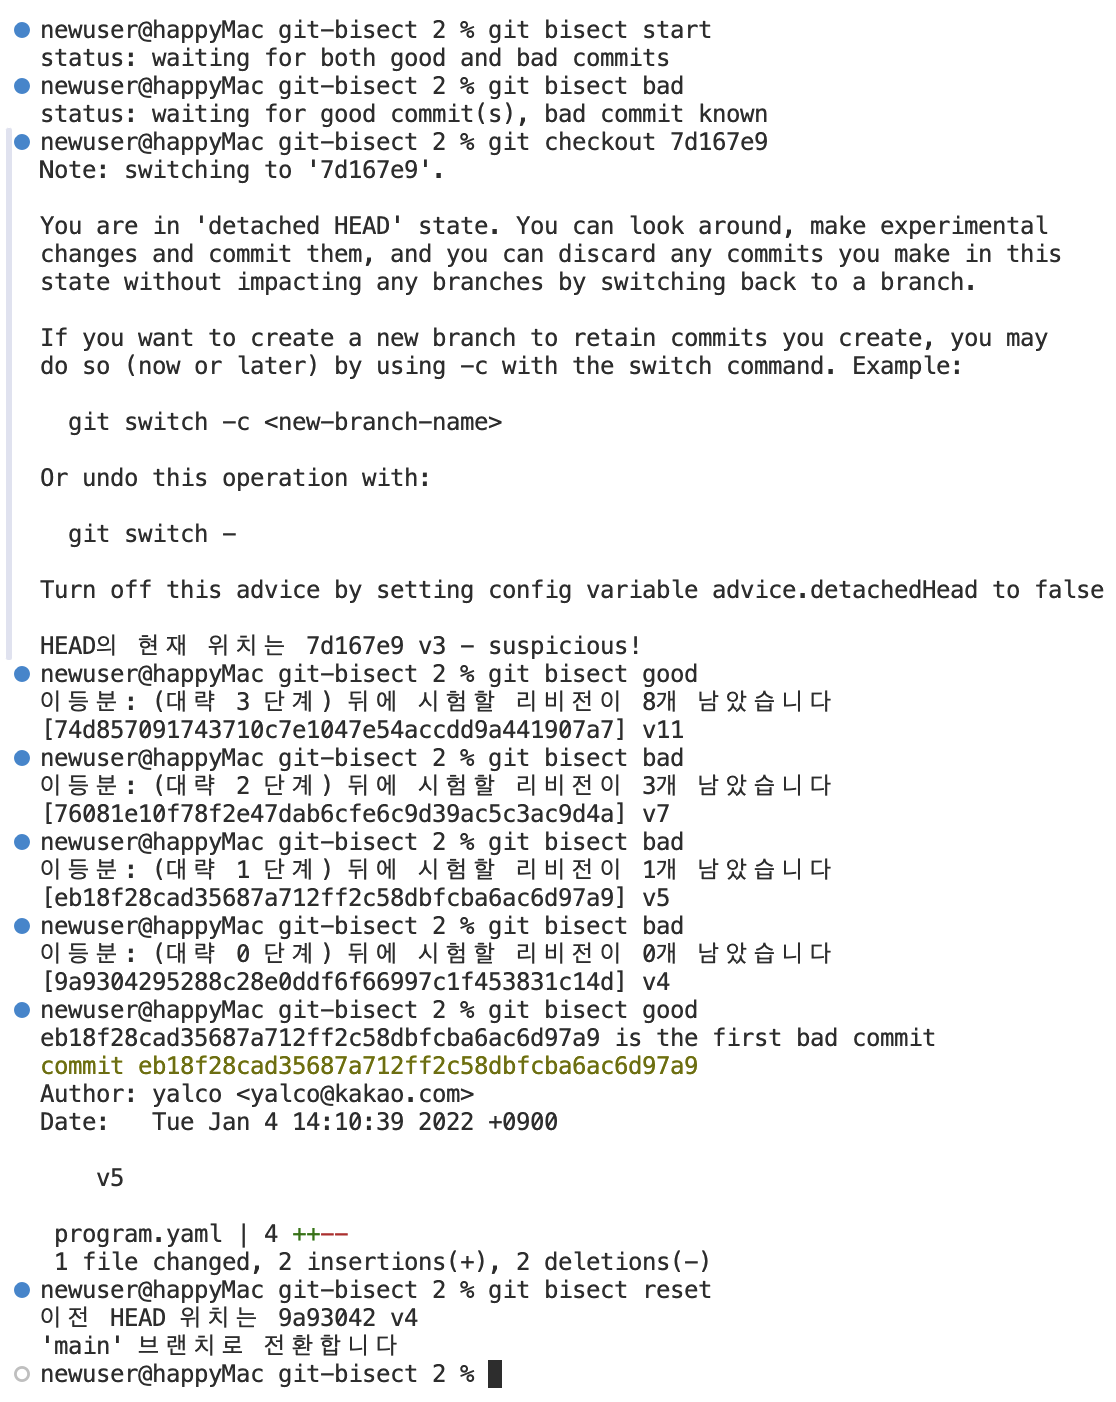 newuser@happyMac git-bisect 2 % git bisect start
status: waiting for both good and bad commits
newuser@happyMac git-bisect 2 % git bisect bad
status: waiting for good commit(s), bad commit known
newuser@happyMac git-bisect 2 % git checkout 7d167e9
Note: switching to '7d167e9'.

You are in 'detached HEAD' state. You can look around, make experimental
changes and commit them, and you can discard any commits you make in this
state without impacting any branches by switching back to a branch.

If you want to create a new branch to retain commits you create, you may
do so (now or later) by using -c with the switch command. Example:

  git switch -c <new-branch-name>

Or undo this operation with:

  git switch -

Turn off this advice by setting config variable advice.detachedHead to false

HEAD의 현재 위치는 7d167e9 v3 - suspicious!
newuser@happyMac git-bisect 2 % git bisect good
이등분: (대략 3 단계) 뒤에 시험할 리비전이 8개 남았습니다
[74d857091743710c7e1047e54accdd9a441907a7] v11
newuser@happyMac git-bisect 2 % git bisect bad
이등분: (대략 2 단계) 뒤에 시험할 리비전이 3개 남았습니다
[76081e10f78f2e47dab6cfe6c9d39ac5c3ac9d4a] v7
newuser@happyMac git-bisect 2 % git bisect bad
이등분: (대략 1 단계) 뒤에 시험할 리비전이 1개 남았습니다
[eb18f28cad35687a712ff2c58dbfcba6ac6d97a9] v5
newuser@happyMac git-bisect 2 % git bisect bad
이등분: (대략 0 단계) 뒤에 시험할 리비전이 0개 남았습니다
[9a9304295288c28e0ddf6f66997c1f453831c14d] v4
newuser@happyMac git-bisect 2 % git bisect good
eb18f28cad35687a712ff2c58dbfcba6ac6d97a9 is the first bad commit
commit eb18f28cad35687a712ff2c58dbfcba6ac6d97a9
Author: yalco <yalco@kakao.com>
Date:   Tue Jan 4 14:10:39 2022 +0900

    v5

 program.yaml | 4 ++--
 1 file changed, 2 insertions(+), 2 deletions(-)
newuser@happyMac git-bisect 2 % git bisect reset
이전 HEAD 위치는 9a93042 v4
'main' 브랜치로 전환합니다
newuser@happyMac git-bisect 2 %